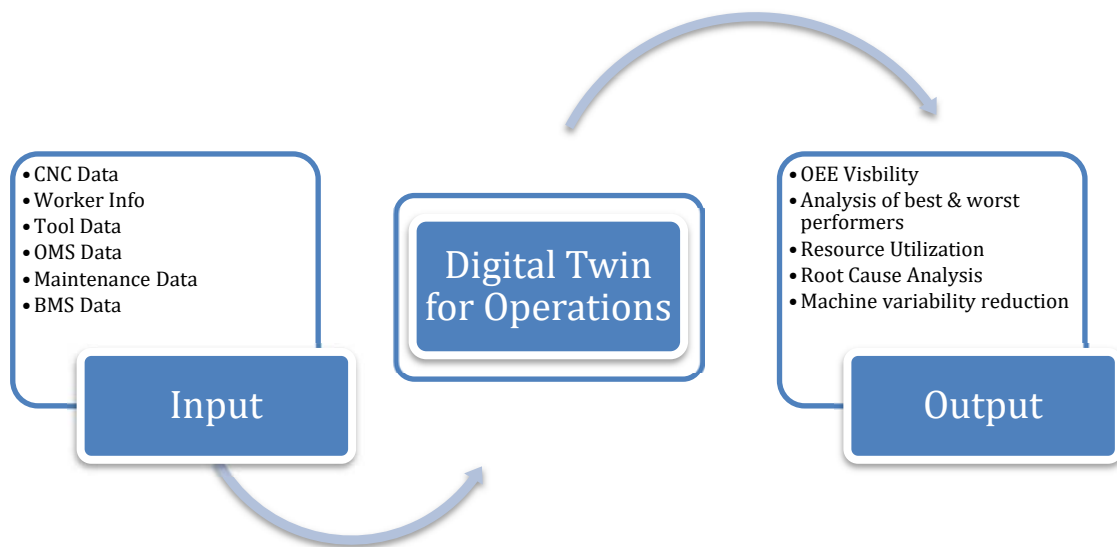 • CNC Data
• Worker Info
• Tool Data
• OMS Data
• Maintenance Data
• BMS Data
Input
Digital Twin
for Operations
• OEE Visbility
• Analysis of best & worst
performers
• Resource Utilization
• Root Cause Analysis
• Machine variability reduction
Output